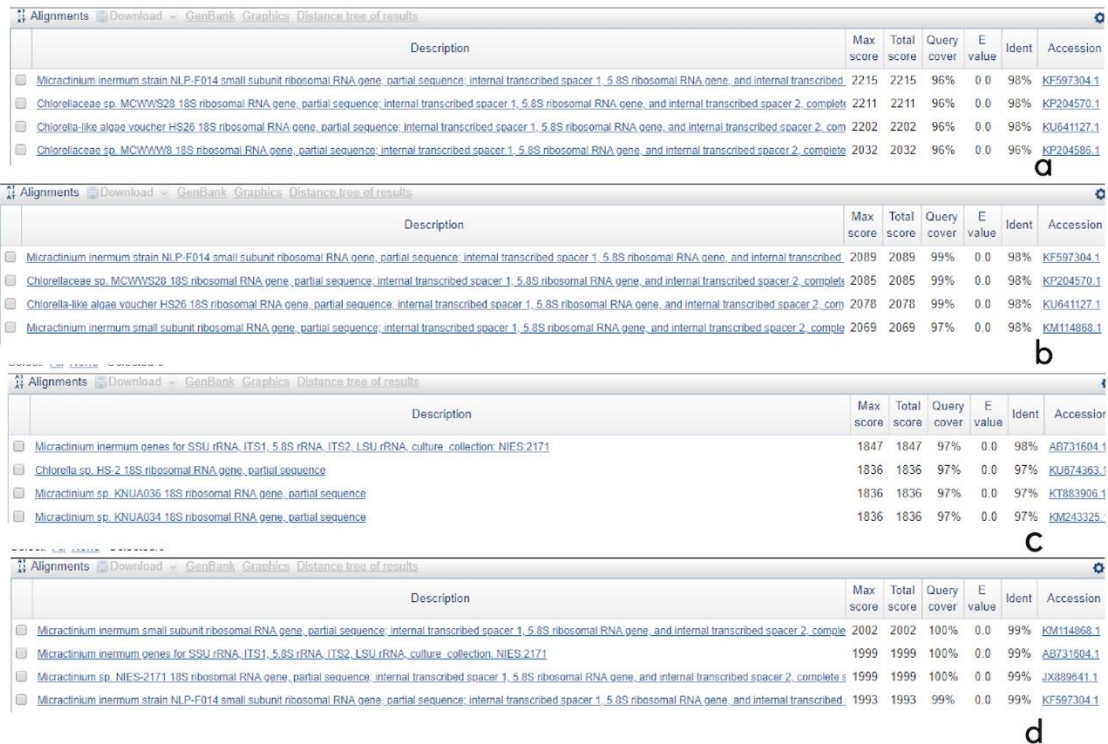 Alignments Download GenBank Graphics Distance tree of results
Description Max score Total score Query cover E value Ident Accession
Micractinium inermum strain NLP-F014 small subunit ribosomal RNA gene, partial sequence; internal transcribed spacer 1, 5.8S ribosomal RNA gene, and internal transcribed 2215 2215 96% 0.0 98% KF597304.1
Chlorellaceae sp. MCWWS28 18S ribosomal RNA gene, partial sequence; internal transcribed spacer 1, 5.8S ribosomal RNA gene, and internal transcribed spacer 2, complete 2211 2211 96% 0.0 98% KP204570.1
Chlorella-like algae voucher HS26 18S ribosomal RNA gene, partial sequence; internal transcribed spacer 1, 5.8S ribosomal RNA gene, and internal transcribed spacer 2, com 2202 2202 96% 0.0 98% KU641127.1
Chlorellaceae sp. MCWWW8 18S ribosomal RNA gene, partial sequence; internal transcribed spacer 1, 5.8S ribosomal RNA gene, and internal transcribed spacer 2, complete 2032 2032 96% 0.0 96% KP204586.1
a
Alignments Download GenBank Graphics Distance tree of results
Description Max score Total score Query cover E value Ident Accession
Micractinium inermum strain NLP-F014 small subunit ribosomal RNA gene, partial sequence; internal transcribed spacer 1, 5.8S ribosomal RNA gene, and internal transcribed 2089 2089 99% 0.0 98% KF597304.1
Chlorellaceae sp. MCWWS28 18S ribosomal RNA gene, partial sequence; internal transcribed spacer 1, 5.8S ribosomal RNA gene, and internal transcribed spacer 2, complete 2085 2085 99% 0.0 98% KP204570.1
Chlorella-like algae voucher HS26 18S ribosomal RNA gene, partial sequence; internal transcribed spacer 1, 5.8S ribosomal RNA gene, and internal transcribed spacer 2, com 2078 2078 99% 0.0 98% KU641127.1
Micractinium inermum small subunit ribosomal RNA gene, partial sequence; internal transcribed spacer 1, 5.8S ribosomal RNA gene, and internal transcribed spacer 2, comple 2069 2069 97% 0.0 98% KM114868.1
b
Alignments Download GenBank Graphics Distance tree of results
Description Max score Total score Query cover E value Ident Accession
Micractinium inermum genes for SSU rRNA, ITS1, 5.8S rRNA, ITS2, LSU rRNA, culture_collection: NIES:2171 1847 1847 97% 0.0 98% AB731604.1
Chlorella sp. HS-2 18S ribosomal RNA gene, partial sequence 1836 1836 97% 0.0 97% KU674363.1
Micractinium sp. KNUA036 18S ribosomal RNA gene, partial sequence 1836 1836 97% 0.0 97% KT883906.1
Micractinium sp. KNUA034 18S ribosomal RNA gene, partial sequence 1836 1836 97% 0.0 97% KM243325.
c
Alignments Download GenBank Graphics Distance tree of results
Description Max score Total score Query cover E value Ident Accession
Micractinium inermum small subunit ribosomal RNA gene, partial sequence; internal transcribed spacer 1, 5.8S ribosomal RNA gene, and internal transcribed spacer 2, comple 2002 2002 100% 0.0 99% KM114868.1
Micractinium inermum genes for SSU rRNA, ITS1, 5.8S rRNA, ITS2, LSU rRNA, culture_collection: NIES:2171 1999 1999 100% 0.0 99% AB731604.1
Micractinium sp. NIES-2171 18S ribosomal RNA gene, partial sequence; internal transcribed spacer 1, 5.8S ribosomal RNA gene, and internal transcribed spacer 2, complete s 1999 1999 100% 0.0 99% JX889641.1
Micractinium inermum strain NLP-F014 small subunit ribosomal RNA gene, partial sequence; internal transcribed spacer 1, 5.8S ribosomal RNA gene, and internal transcribed 1993 1993 99% 0.0 99% KF597304.1
d